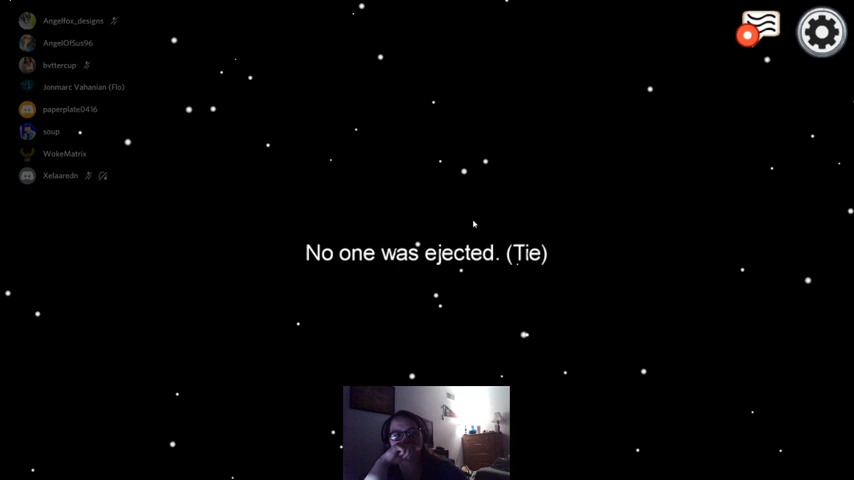 Angelfox_designs
AngelOfSus96
bvttercup
Jonmarc Vahanian (Flo)
paperplate0416
soup
WokeMatrix
Xelaaredn
No one was ejected. (Tie)